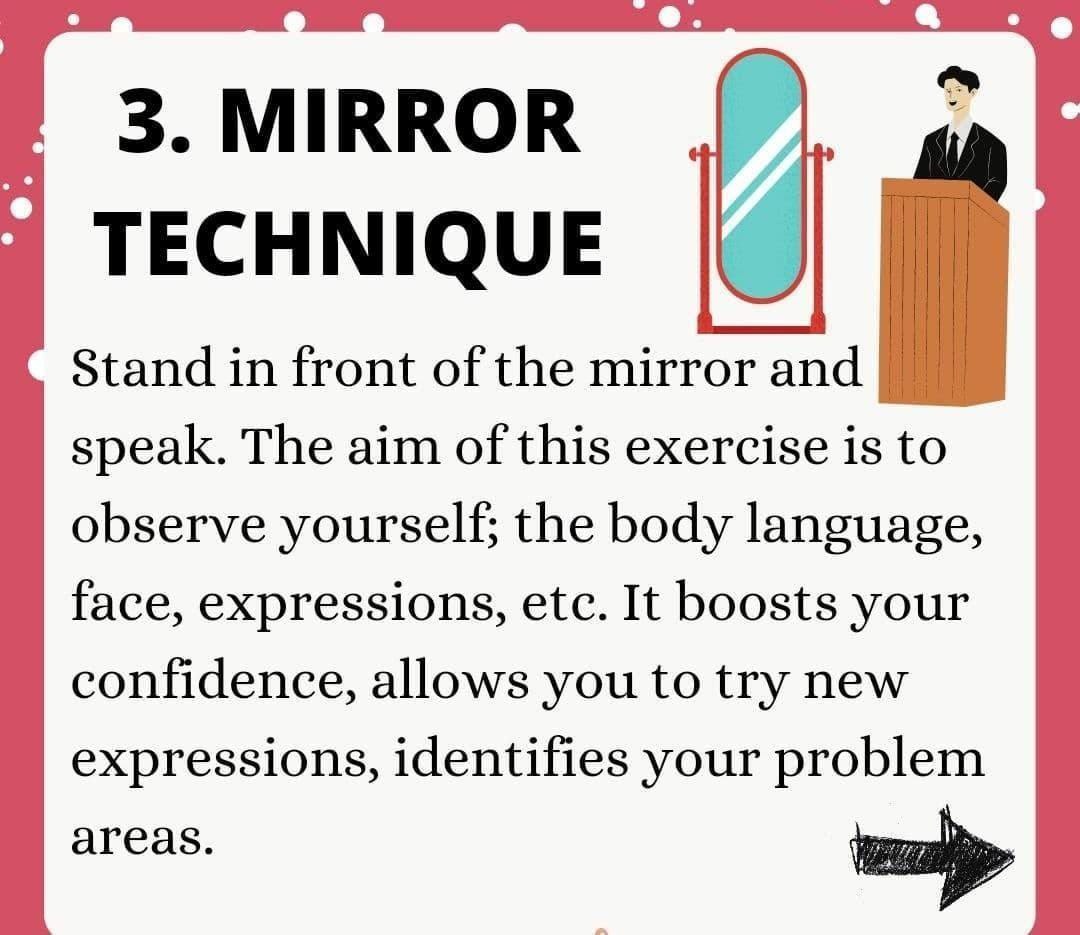 3. MIRROR
TECHNIQUE
Stand in front of the mirror and
speak. The aim of this exercise is to
observe yourself; the body language,
face, expressions, etc. It boosts your
confidence, allows you to try new
expressions, identifies your problem
areas.